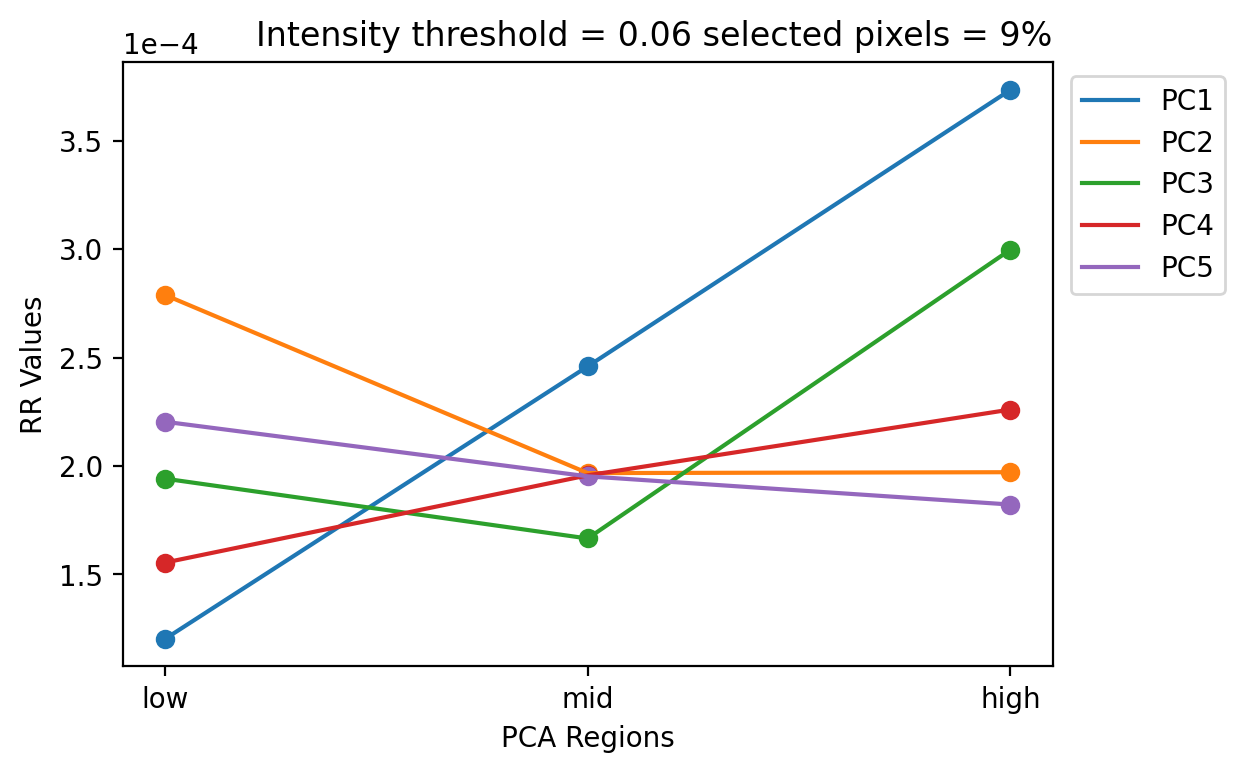 Intensity threshold = 0.06 selected pixels = 9%
1e−4
3.5
3.0
2.5
2.0
1.5
RR Values
low
mid
high
PCA Regions
PC1
PC2
PC3
PC4
PC5